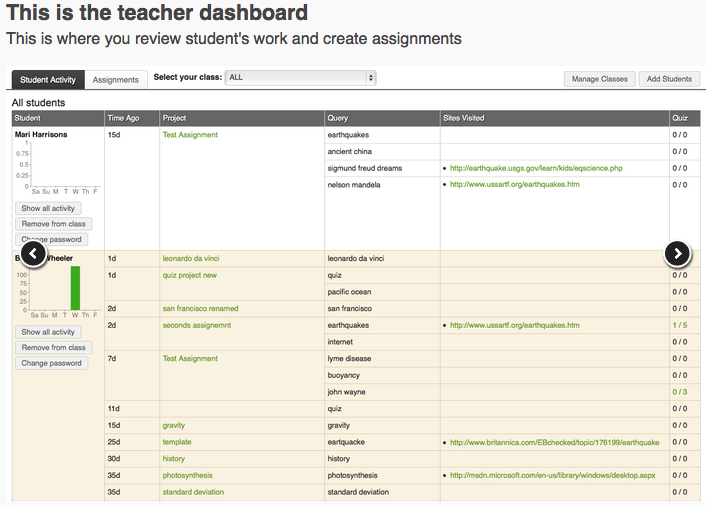 This is the teacher dashboard
This is where you review student's work and create assignments
Student Activity Assignments Select your class: ALL Manage Classes Add Students
All students
Student Time Ago Project Query Sites Visited Quiz
Mari Harrisons 15d Test Assignment earthquakes 0 / 0
1
0.75 ancient china 0 / 0
0.5 sigmund freud dreams • http://earthquake.usgs.gov/learn/kids/eqscience.php 0 / 0
0.25
0 nelson mandela • http://www.ussartf.org/earthquakes.htm 0 / 0
Sa Su M T W Th F
Show all activity
Remove from class
Change password
Wheeler 1d leonardo da vinci leonardo da vinci 0 / 0
100 1d quiz project new quiz 0 / 0
75
50 pacific ocean 0 / 0
25
0 2d san francisco renamed san francisco 0 / 0
Sa Su M T W Th F
2d seconds assignemnt earthquakes • http://www.ussartf.org/earthquakes.htm 1 / 5
Show all activity
internet 0 / 0
Remove from class
7d Test Assignment lyme disease 0 / 0
Change password
buoyancy 0 / 0
john wayne 0 / 3
11d quiz 0 / 0
15d gravity gravity 0 / 0
25d template eartquacke • http://www.britannica.com/EBchecked/topic/176199/earthquake 0 / 0
30d history history 0 / 0
35d photosynthesis photosynthesis • http://msdn.microsoft.com/en-us/library/windows/desktop.aspx 0 / 0
35d standard deviation standard deviation 0 / 0